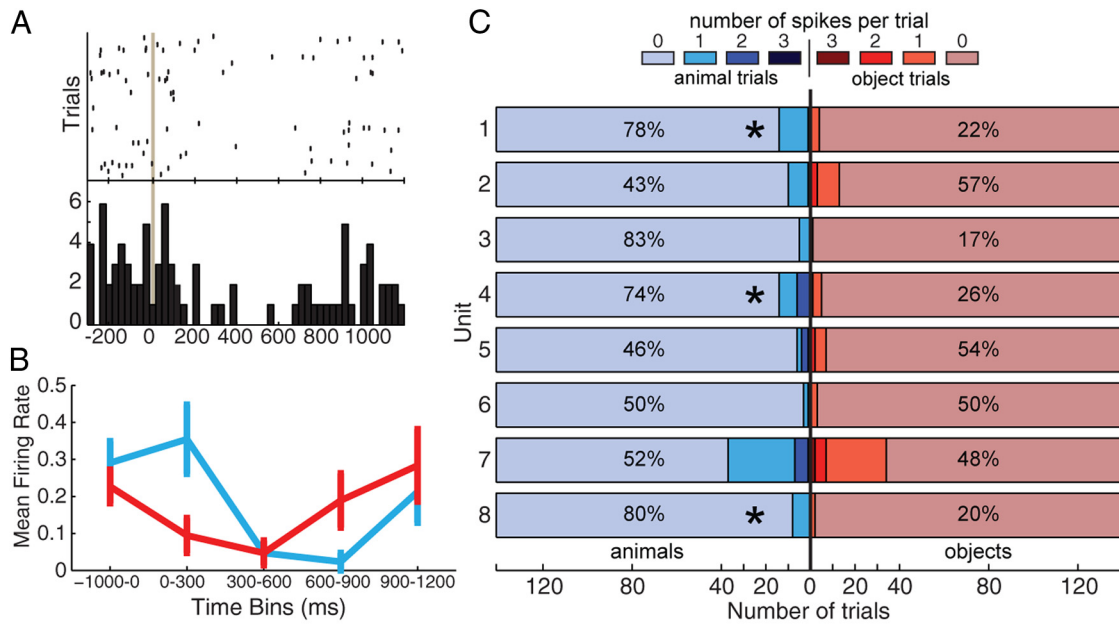 A
Trials
6
4
2
0
-200 0 200 400 600 800 1000
B
Mean Firing Rate
0.5
0.4
0.3
0.2
0.1
0
−1000-0 0-300 300-600 600-900 900-1200
Time Bins (ms)
C
number of spikes per trial
0 1 2 3 3 2 1 0
animal trials object trials
Unit
1 78% * 22%
2 43% 57%
3 83% 17%
4 74% * 26%
5 46% 54%
6 50% 50%
7 52% 48%
8 80% * 20%
animals objects
120 80 40 20 0 20 40 80 120
Number of trials